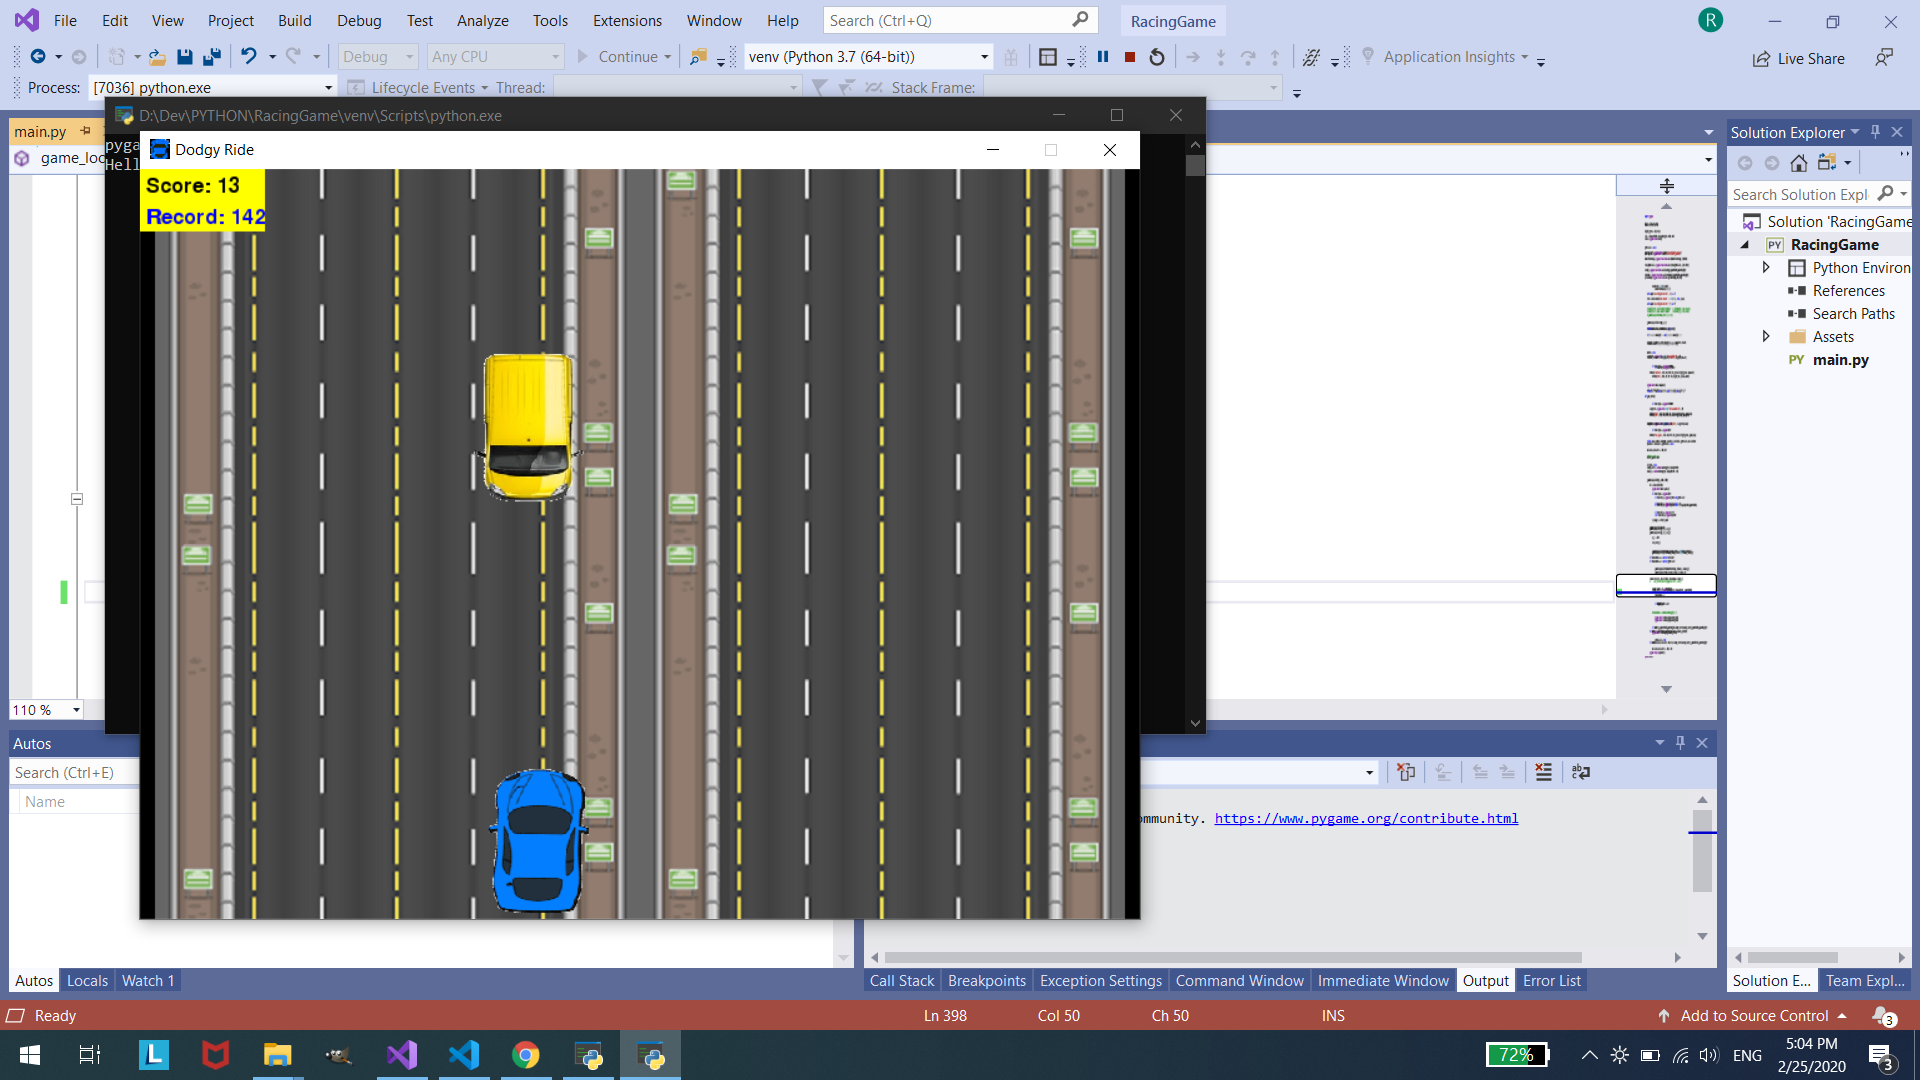 File Edit View Project Build Debug Test Analyze Tools Extensions Window Help Search (Ctrl+Q) RacingGame R
Debug Any CPU Continue venv (Python 3.7 (64-bit)) Application Insights Live Share
Process: [7036] python.exe Lifecycle Events Thread: Stack Frame:
D:\Dev\PYTHON\RacingGame\venv\Scripts\python.exe
main.py
pyga
game_loo
Hell
Dodgy Ride
Score: 13
Record: 142
Solution Explorer
Search Solution Expl
Solution 'RacingGame
PY RacingGame
Python Environ
References
Search Paths
Assets
PY main.py
110 %
Autos
Search (Ctrl+E)
Name
mmunity. https://www.pygame.org/contribute.html
Autos Locals Watch 1
Call Stack Breakpoints Exception Settings Command Window Immediate Window Output Error List
Solution E... Team Expl...
Ready Ln 398 Col 50 Ch 50 INS Add to Source Control 3
L 72% ENG 5:04 PM
2/25/2020 3